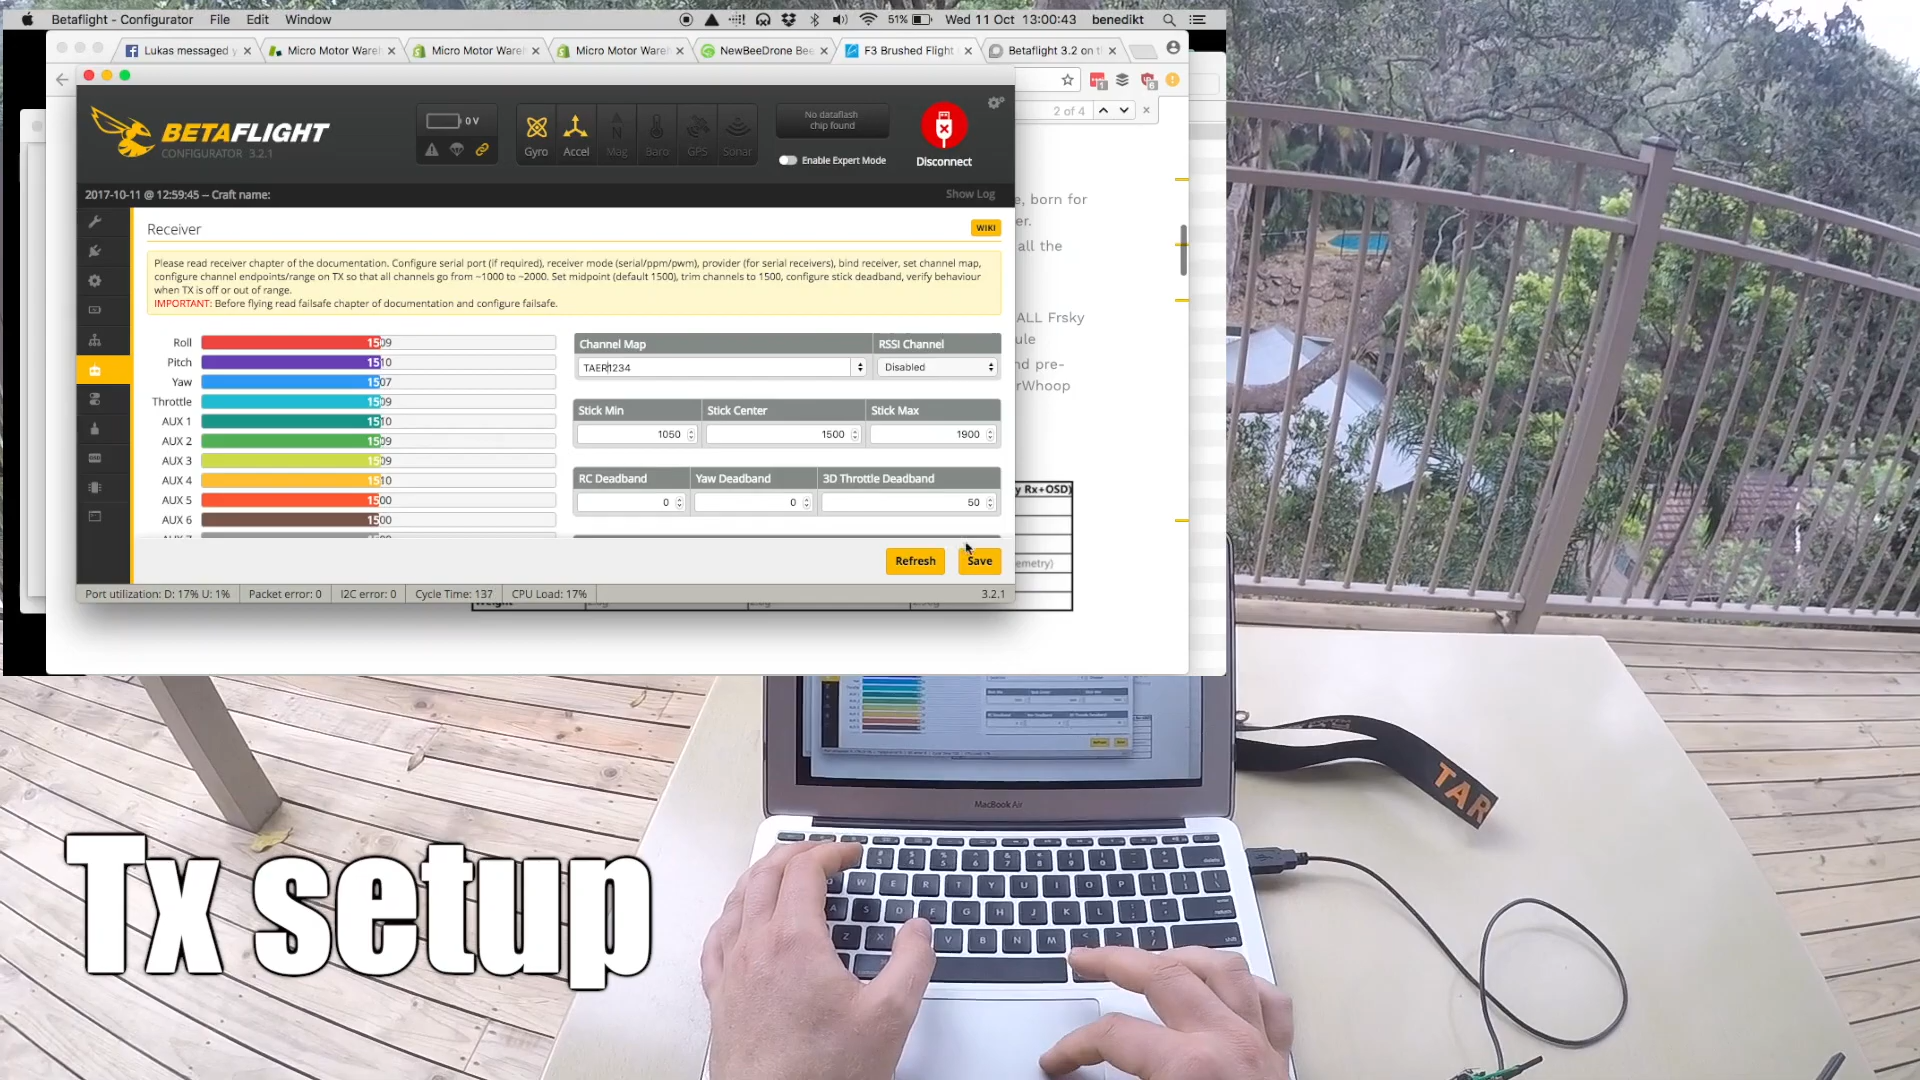 Betaflight - Configurator File Edit Window 51% Wed 11 Oct 13:00:43 benedikt
Lukas messaged y × Micro Motor Wareh × Micro Motor Wareh × Micro Motor Wareh × NewBeeDrone Bee × F3 Brushed Flight × Betaflight 3.2 on t ×
2 of 4
BETAFLIGHT
CONFIGURATOR 3.2.1
0 V
Gyro Accel Mag Baro GPS Sonar
No dataflash
chip found
Enable Expert Mode
Disconnect
2017-10-11 @ 12:59:45 -- Craft name:
Show Log
Receiver
WIKI
Please read receiver chapter of the documentation. Configure serial port (if required), receiver mode (serial/ppm/pwm), provider (for serial receivers), bind receiver, set channel map,
configure channel endpoints/range on TX so that all channels go from ~1000 to ~2000. Set midpoint (default 1500), trim channels to 1500, configure stick deadband, verify behaviour
when TX is off or out of range.
IMPORTANT: Before flying read failsafe chapter of documentation and configure failsafe.
Roll 1509
Pitch 1510
Yaw 1507
Throttle 1509
AUX 1 1510
AUX 2 1509
AUX 3 1509
AUX 4 1510
AUX 5 1500
AUX 6 1500
Channel Map RSSI Channel
TAER1234 Disabled
Stick Min Stick Center Stick Max
1050 1500 1900
RC Deadband Yaw Deadband 3D Throttle Deadband
0 0 50
Refresh Save
Port utilization: D: 17% U: 1% Packet error: 0 I2C error: 0 Cycle Time: 137 CPU Load: 17% 3.2.1
e, born for
er.
all the
ALL Frsky
ule
nd pre-
rWhoop
y Rx+OSD)
emetry)
MacBook Air
TAR
Tx setup